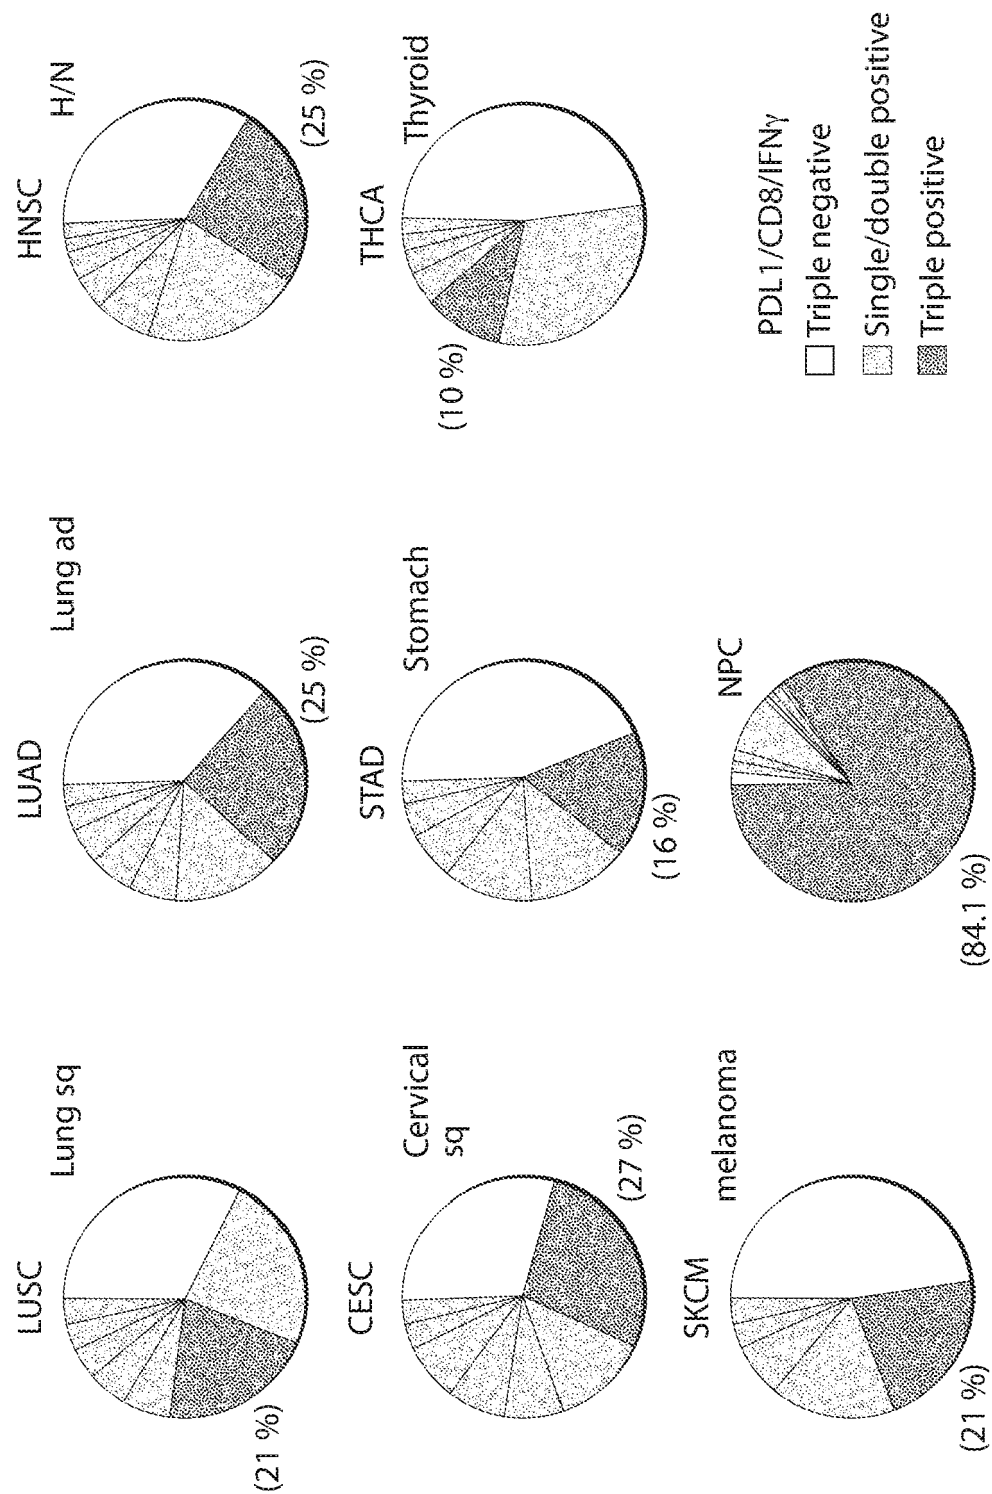 LUSC
Lung sq
(21 %)
LUAD
Lung ad
(25 %)
HNSC
H/N
(25 %)
CESC
Cervical
sq
(27 %)
STAD
Stomach
(16 %)
THCA
Thyroid
(10 %)
SKCM
melanoma
(21 %)
NPC
(84.1 %)
PDL1/CD8/IFNγ
Triple negative
Single/double positive
Triple positive